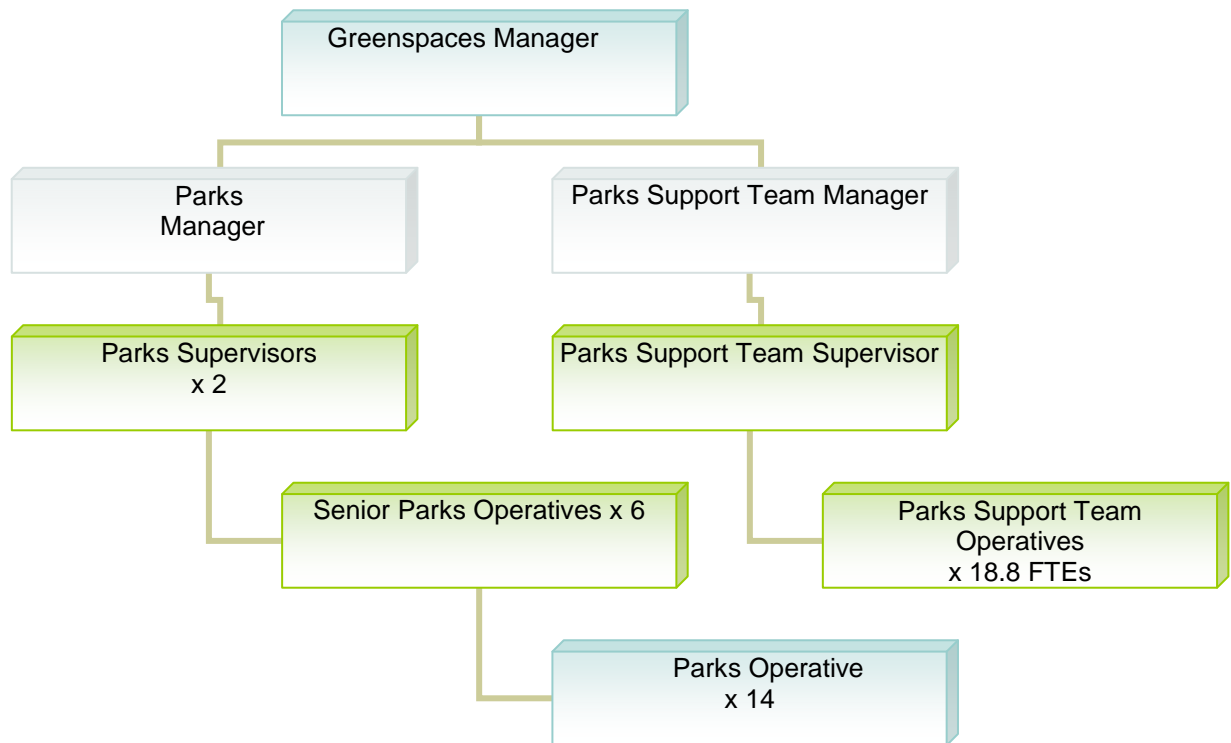 Greenspaces Manager
Parks
Manager
Parks Support Team Manager
Parks Supervisors
x 2
Parks Support Team Supervisor
Senior Parks Operatives x 6
Parks Support Team
Operatives
x 18.8 FTEs
Parks Operative
x 14